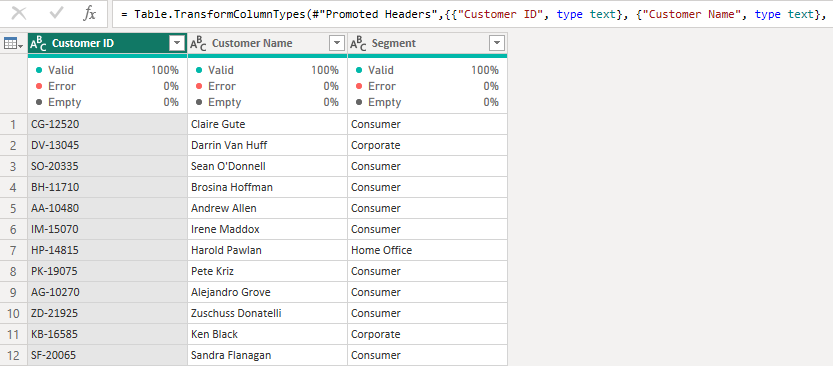 fx = Table.TransformColumnTypes(#"Promoted Headers",{{"Customer ID", type text}, {"Customer Name", type text},
ABC Customer ID ABC Customer Name ABC Segment
Valid 100% Valid 100% Valid 100%
Error 0% Error 0% Error 0%
Empty 0% Empty 0% Empty 0%
1 CG-12520 Claire Gute Consumer
2 DV-13045 Darrin Van Huff Corporate
3 SO-20335 Sean O'Donnell Consumer
4 BH-11710 Brosina Hoffman Consumer
5 AA-10480 Andrew Allen Consumer
6 IM-15070 Irene Maddox Consumer
7 HP-14815 Harold Pawlan Home Office
8 PK-19075 Pete Kriz Consumer
9 AG-10270 Alejandro Grove Consumer
10 ZD-21925 Zuschuss Donatelli Consumer
11 KB-16585 Ken Black Corporate
12 SF-20065 Sandra Flanagan Consumer